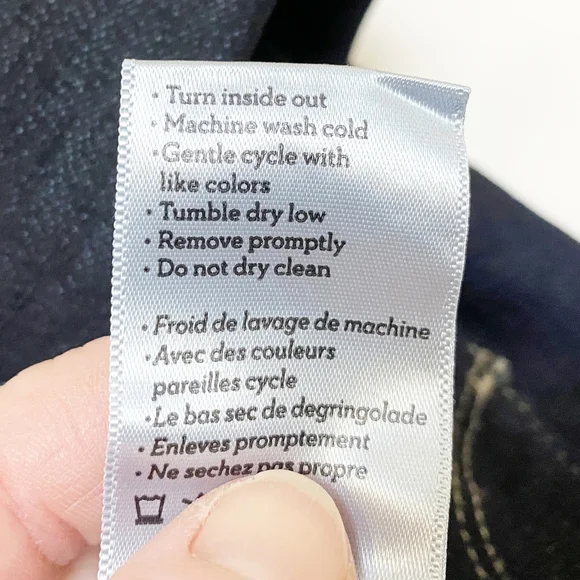 • Turn inside out
• Machine wash cold
• Gentle cycle with
like colors
• Tumble dry low
• Remove promptly
• Do not dry clean
• Froid de lavage de machine
• Avec des couleurs
pareilles cycle
• Le bas sec de degringolade
• Enleves promptement
• Ne sechez pas propre